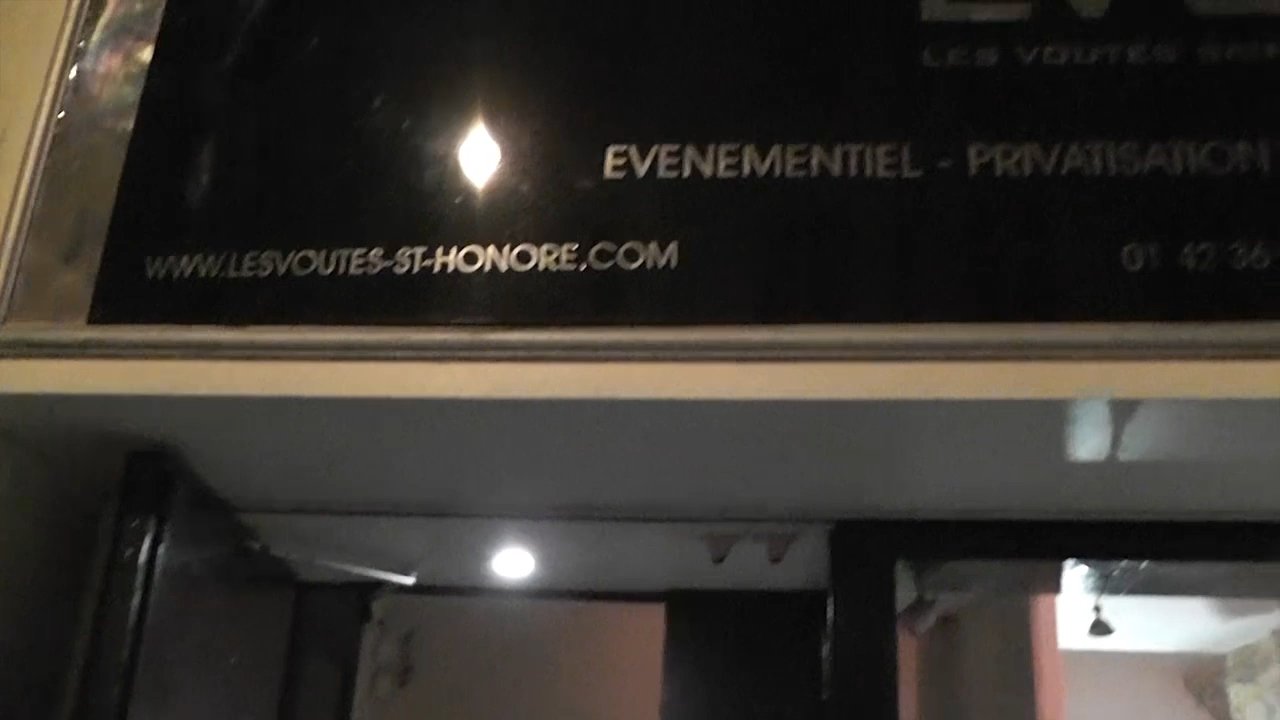 LES VOUTES
EVENEMENTIEL - PRIVATISATION
WWW.LESVOUTES-ST-HONORE.COM
01 42 36